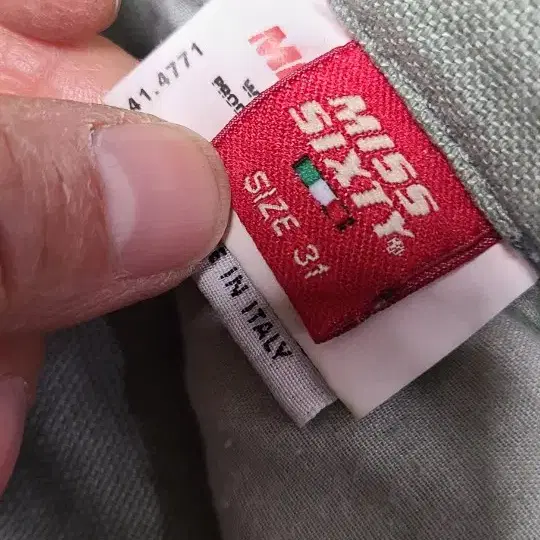 MISS
SIXTY®
SIZE 31
IN ITALY
41.4771